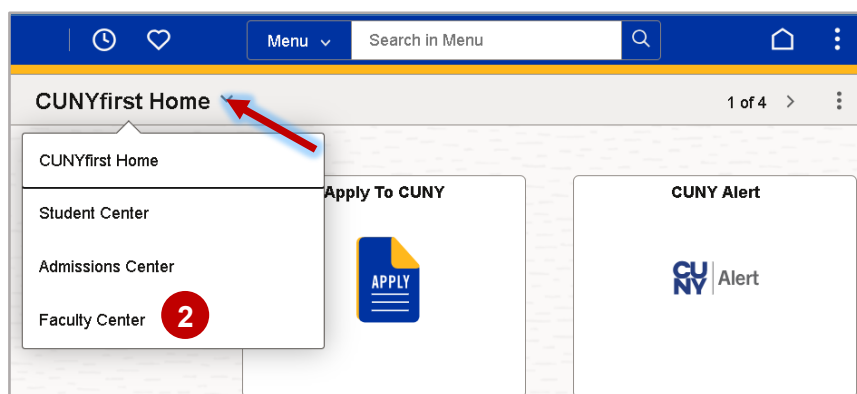 Menu
Search in Menu
CUNYfirst Home
1 of 4
CUNYfirst Home
Student Center
Admissions Center
Faculty Center
2
Apply To CUNY
APPLY
CUNY Alert
CU
NY
Alert